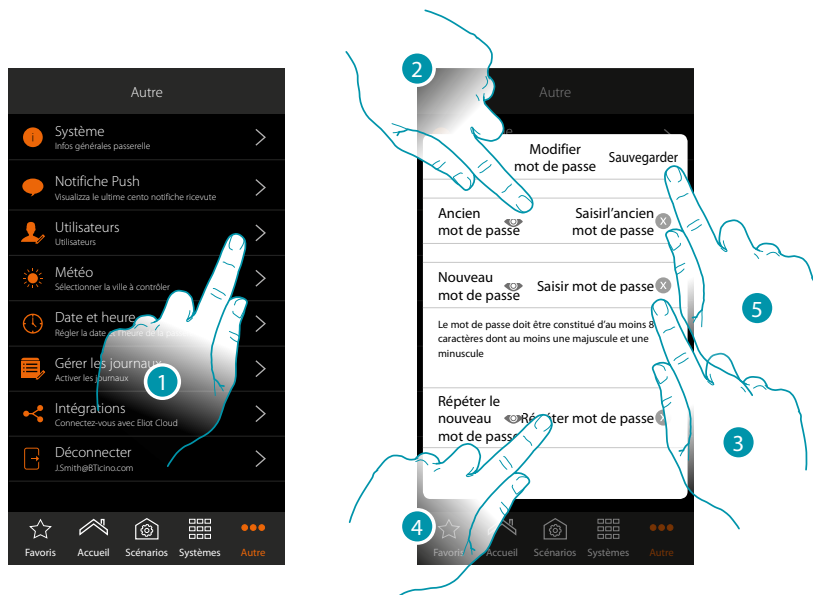 Autre
Système
Infos générales passerelle
Notifiche Push
Visualizza le ultime cento notifiche ricevute
Utilisateurs
Utilisateurs
Météo
Sélectionner la ville à contrôler
Date et heure
Régler la date et l'heure de la
Gérer les journaux
Activer les journaux
1
Intégrations
Connectez-vous avec Eliot Cloud
Déconnecter
J.Smith@BTicino.com
Favoris
Accueil
Scénarios
Systèmes
Autre
2
Autre
Modifier
mot de passe
Sauvegarder
Ancien
mot de passe
Saisirl'ancien
mot de passe
X
Nouveau
mot de passe
Saisir mot de passe
X
5
Le mot de passe doit être constitué d'au moins 8
caractères dont au moins une majuscule et une
minuscule
Répéter le
nouveau
mot de passe
Répéter mot de passe
3
4
Favoris
Accueil
Scénarios
Systèmes
Autre